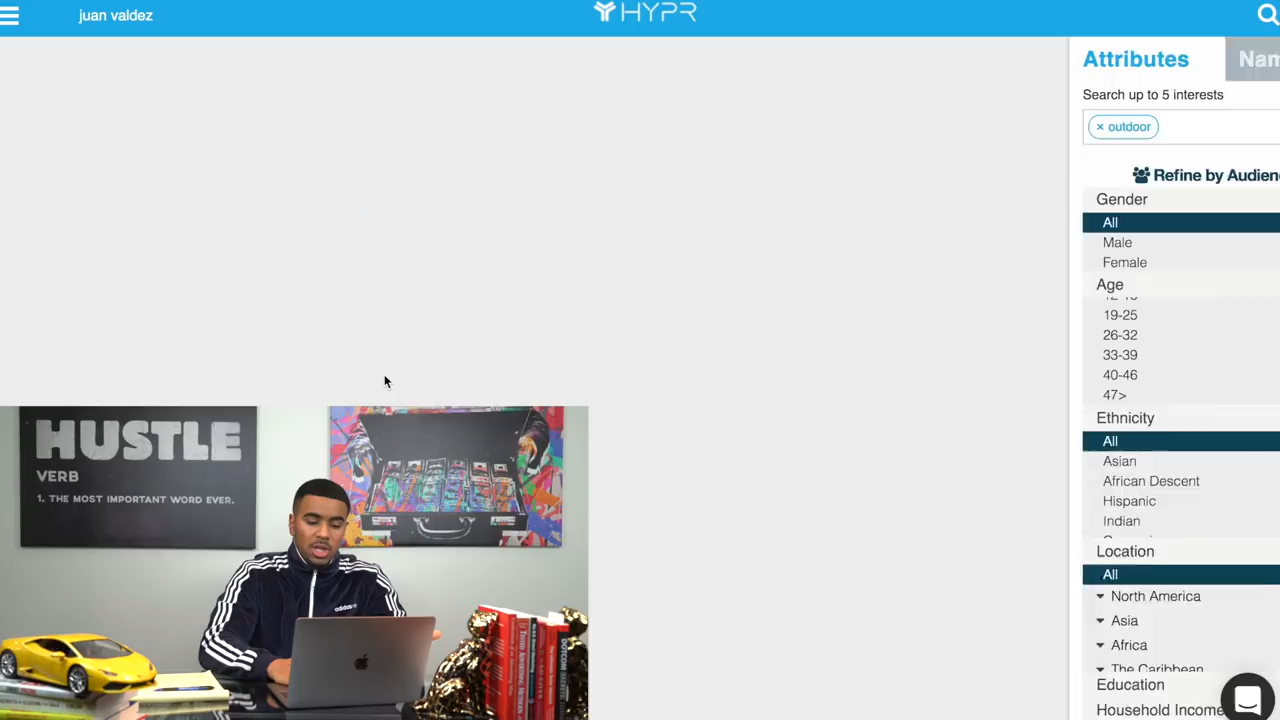 juan valdez
HYPR
Attributes
Search up to 5 interests
× outdoor
Refine by Audien
Gender
All
Male
Female
Age
19-25
26-32
33-39
40-46
47>
Ethnicity
All
Asian
African Descent
Hispanic
Indian
Location
All
North America
Asia
Africa
The Caribbean
Education
Household Income
HUSTLE
VERB
1. THE MOST IMPORTANT WORD EVER.
adidas